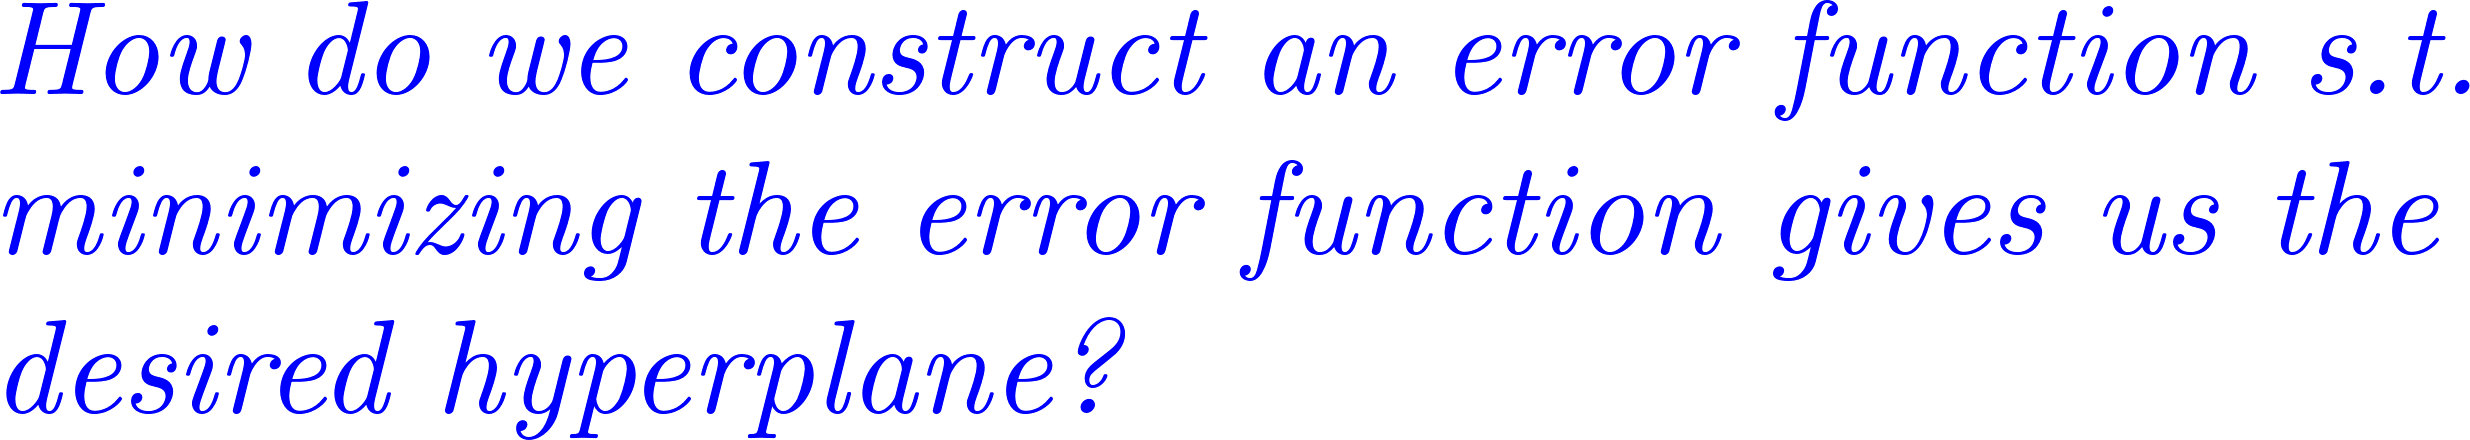 How do we construct an error function s.t.
minimizing the error function gives us the
desired hyperplane?